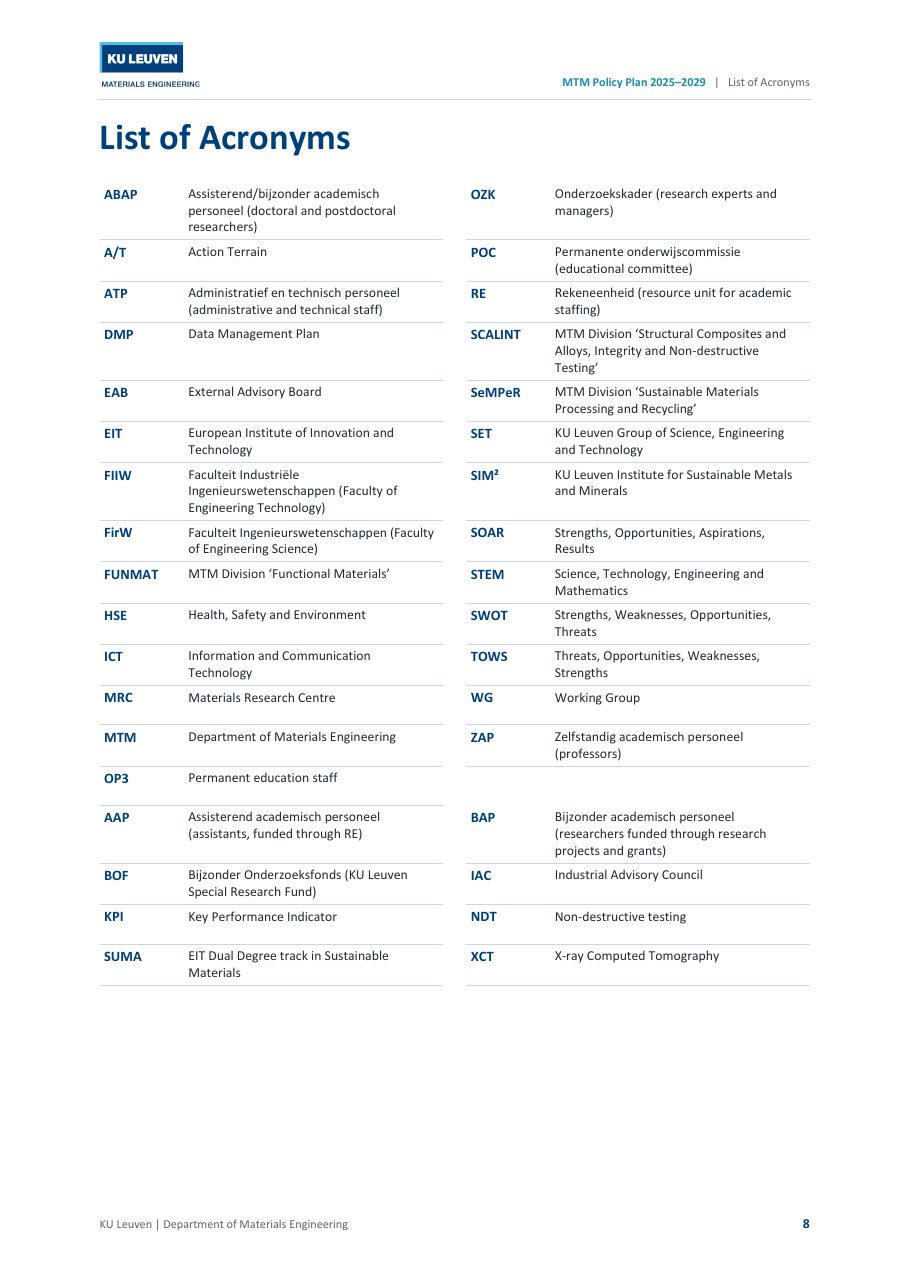 KU LEUVEN
MATERIALS ENGINEERING
MTM Policy Plan 2025–2029 | List of Acronyms
List of Acronyms
ABAP Assisterend/bijzonder academisch
personeel (doctoral and postdoctoral
researchers)
OZK Onderzoekskader (research experts and
managers)
A/T Action Terrain
POC Permanente onderwijscommissie
(educational committee)
ATP Administratief en technisch personeel
(administrative and technical staff)
RE Rekeneenheid (resource unit for academic
staffing)
DMP Data Management Plan
SCALINT MTM Division ‘Structural Composites and
Alloys, Integrity and Non-destructive
Testing’
EAB External Advisory Board
SeMPeR MTM Division ‘Sustainable Materials
Processing and Recycling’
EIT European Institute of Innovation and
Technology
SET KU Leuven Group of Science, Engineering
and Technology
FIIW Faculteit Industriële
Ingenieurswetenschappen (Faculty of
Engineering Technology)
SIM² KU Leuven Institute for Sustainable Metals
and Minerals
FirW Faculteit Ingenieurswetenschappen (Faculty
of Engineering Science)
SOAR Strengths, Opportunities, Aspirations,
Results
FUNMAT MTM Division ‘Functional Materials’
STEM Science, Technology, Engineering and
Mathematics
HSE Health, Safety and Environment
SWOT Strengths, Weaknesses, Opportunities,
Threats
ICT Information and Communication
Technology
TOWS Threats, Opportunities, Weaknesses,
Strengths
MRC Materials Research Centre
WG Working Group
MTM Department of Materials Engineering
ZAP Zelfstandig academisch personeel
(professors)
OP3 Permanent education staff
AAP Assisterend academisch personeel
(assistants, funded through RE)
BAP Bijzonder academisch personeel
(researchers funded through research
projects and grants)
BOF Bijzonder Onderzoeksfonds (KU Leuven
Special Research Fund)
IAC Industrial Advisory Council
KPI Key Performance Indicator
NDT Non-destructive testing
SUMA EIT Dual Degree track in Sustainable
Materials
XCT X-ray Computed Tomography
KU Leuven | Department of Materials Engineering
8